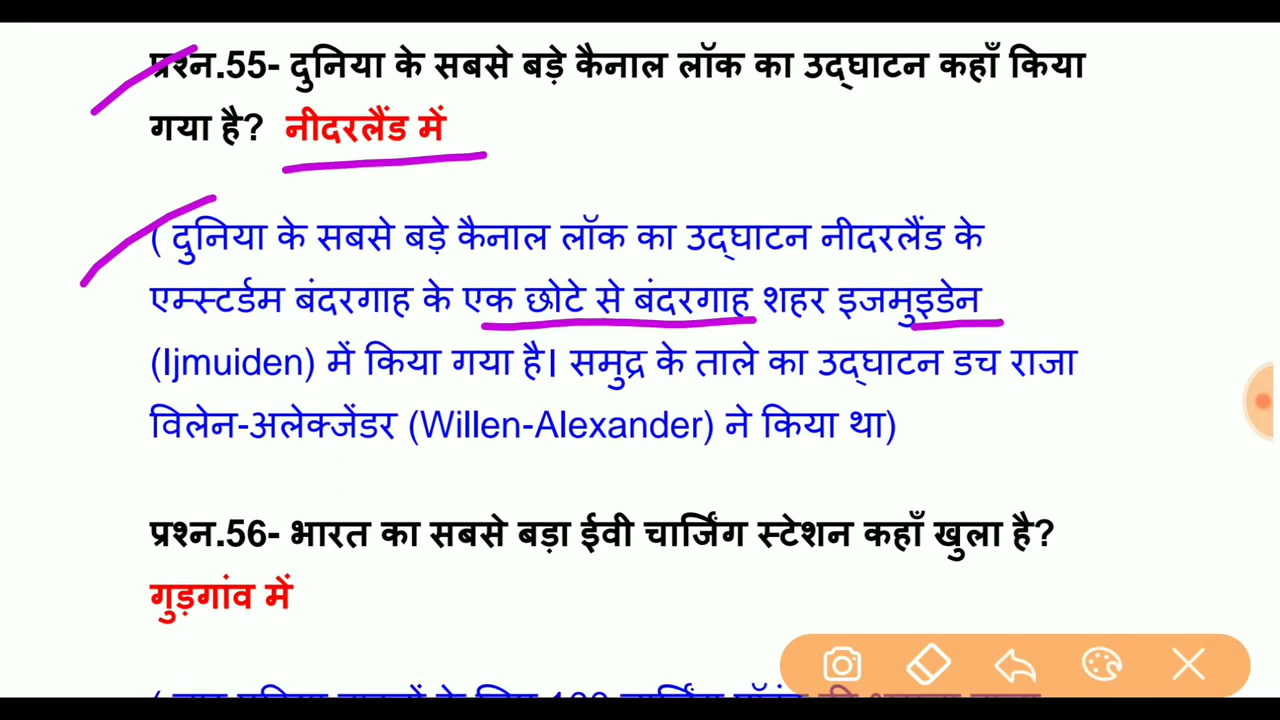 प्रश्न.55- दुनिया के सबसे बड़े कैनाल लॉक का उद्घाटन कहाँ किया
गया है? नीदरलैंड में
( दुनिया के सबसे बड़े कैनाल लॉक का उद्घाटन नीदरलैंड के
एम्स्टर्डम बंदरगाह के एक छोटे से बंदरगाह शहर इजमुइडेन
(Ijmuiden) में किया गया है। समुद्र के ताले का उद्घाटन डच राजा
विलेन-अलेक्जेंडर (Willen-Alexander) ने किया था)
प्रश्न.56- भारत का सबसे बड़ा ईवी चार्जिंग स्टेशन कहाँ खुला है?
गुड़गांव में